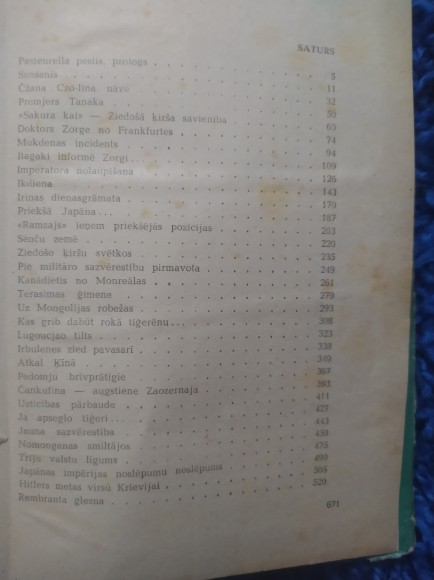 SATURS
Pasteurella pestis, prologs 5
Sensenis 11
Čžana Czo-lina nāve 32
Premjers Tanaka 50
«Sakura kai» — Ziedošā ķirša savienība 65
Doktors Zorge no Frankfurtes 74
Mukdenas incidents 94
Bēgļi informē Zorgi... 109
Imperatora nolaupīšana 126
Ikdiena 143
Irinas dienasgrāmata 170
Priekšā Japāna... 187
«Ramzajs» ieņem priekšējās pozīcijas 203
Senču zemē 220
Ziedošo ķiršu svētkos 235
Pie militāro sazvērestību pirmavota 249
Kanādietis no Monreālas 261
Terasimas ģimene 279
Uz Mongolijas robežas 293
Kas grib dabūt rokā tīģerēnu... 308
Lugoucjao tilts 323
Irbulenes zied pavasarī 338
Atkal Ķīnā 349
Padomju brīvprātīgie 367
Cankufina — augstiene Zaozernaja 393
Uzticības pārbaude 411
Ja apseglo tīģeri... 427
Jauna sazvērestība 443
Nomonganas smiltājos 459
Triju valstu līgums 475
Japānas impērijas noslēpumu noslēpums 490
Hitlers metas virsū Krievijai 505
Rembranta glezna 520
671